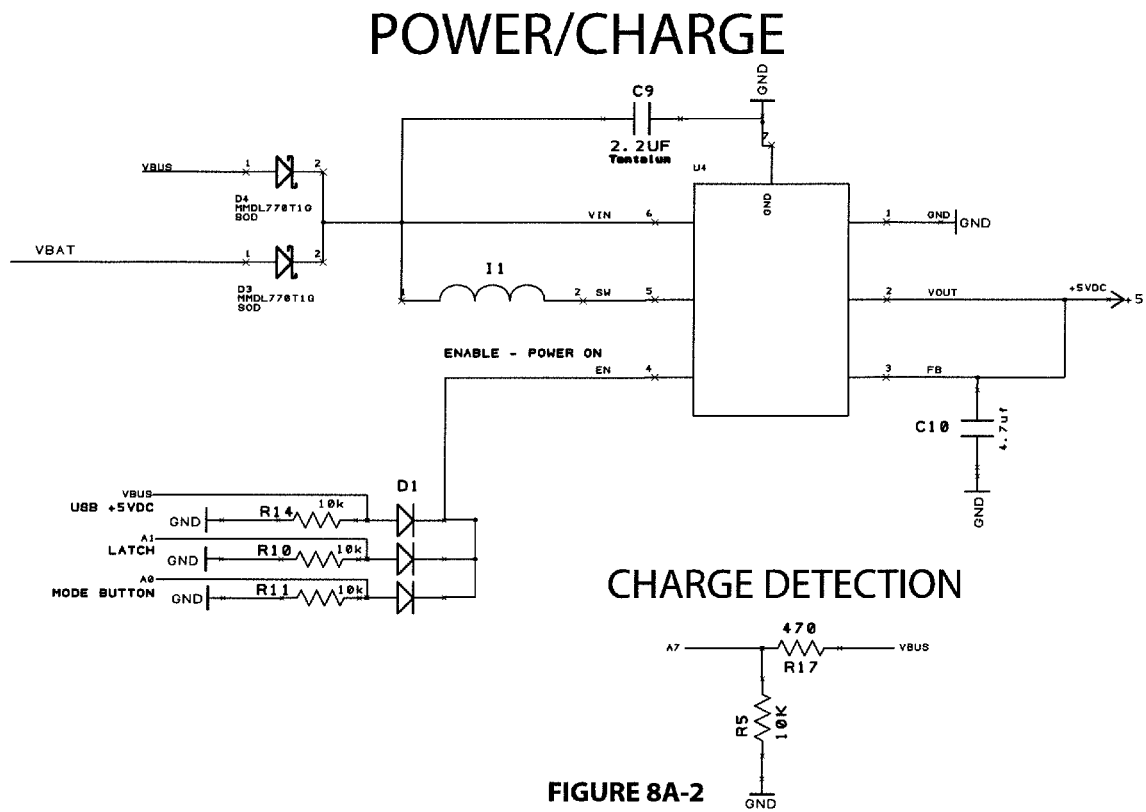 POWER/CHARGE
GND
C9
2.2UF
Tantalum
7
U4
GND
VBUS
1
2
D4
MMDL770T1G
SOD
VIN
6
1
GND
GND
VBAT
1
2
D3
MMDL770T1G
SOD
I1
1
2
SW
5
2
VOUT
+5VDC
+5
ENABLE - POWER ON
EN
4
3
FB
C10
4.7uf
GND
VBUS
USB +5VDC
GND
R14
10k
D1
A1
LATCH
GND
R10
10k
A0
MODE BUTTON
GND
R11
10k
CHARGE DETECTION
A7
470
R17
VBUS
R5
10K
GND
FIGURE 8A-2